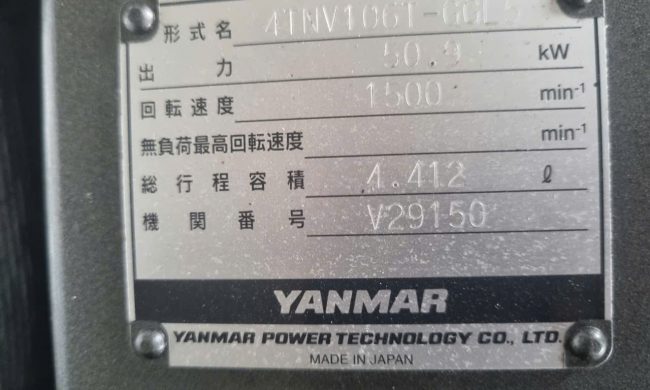 形式名 4TNV106T-GGL
出力 50.9 kW
回転速度 1500 min-1
無負荷最高回転速度 min-1
総行程容積 4.412 ℓ
機関番号 V29150
YANMAR
YANMAR POWER TECHNOLOGY CO., LTD.
MADE IN JAPAN